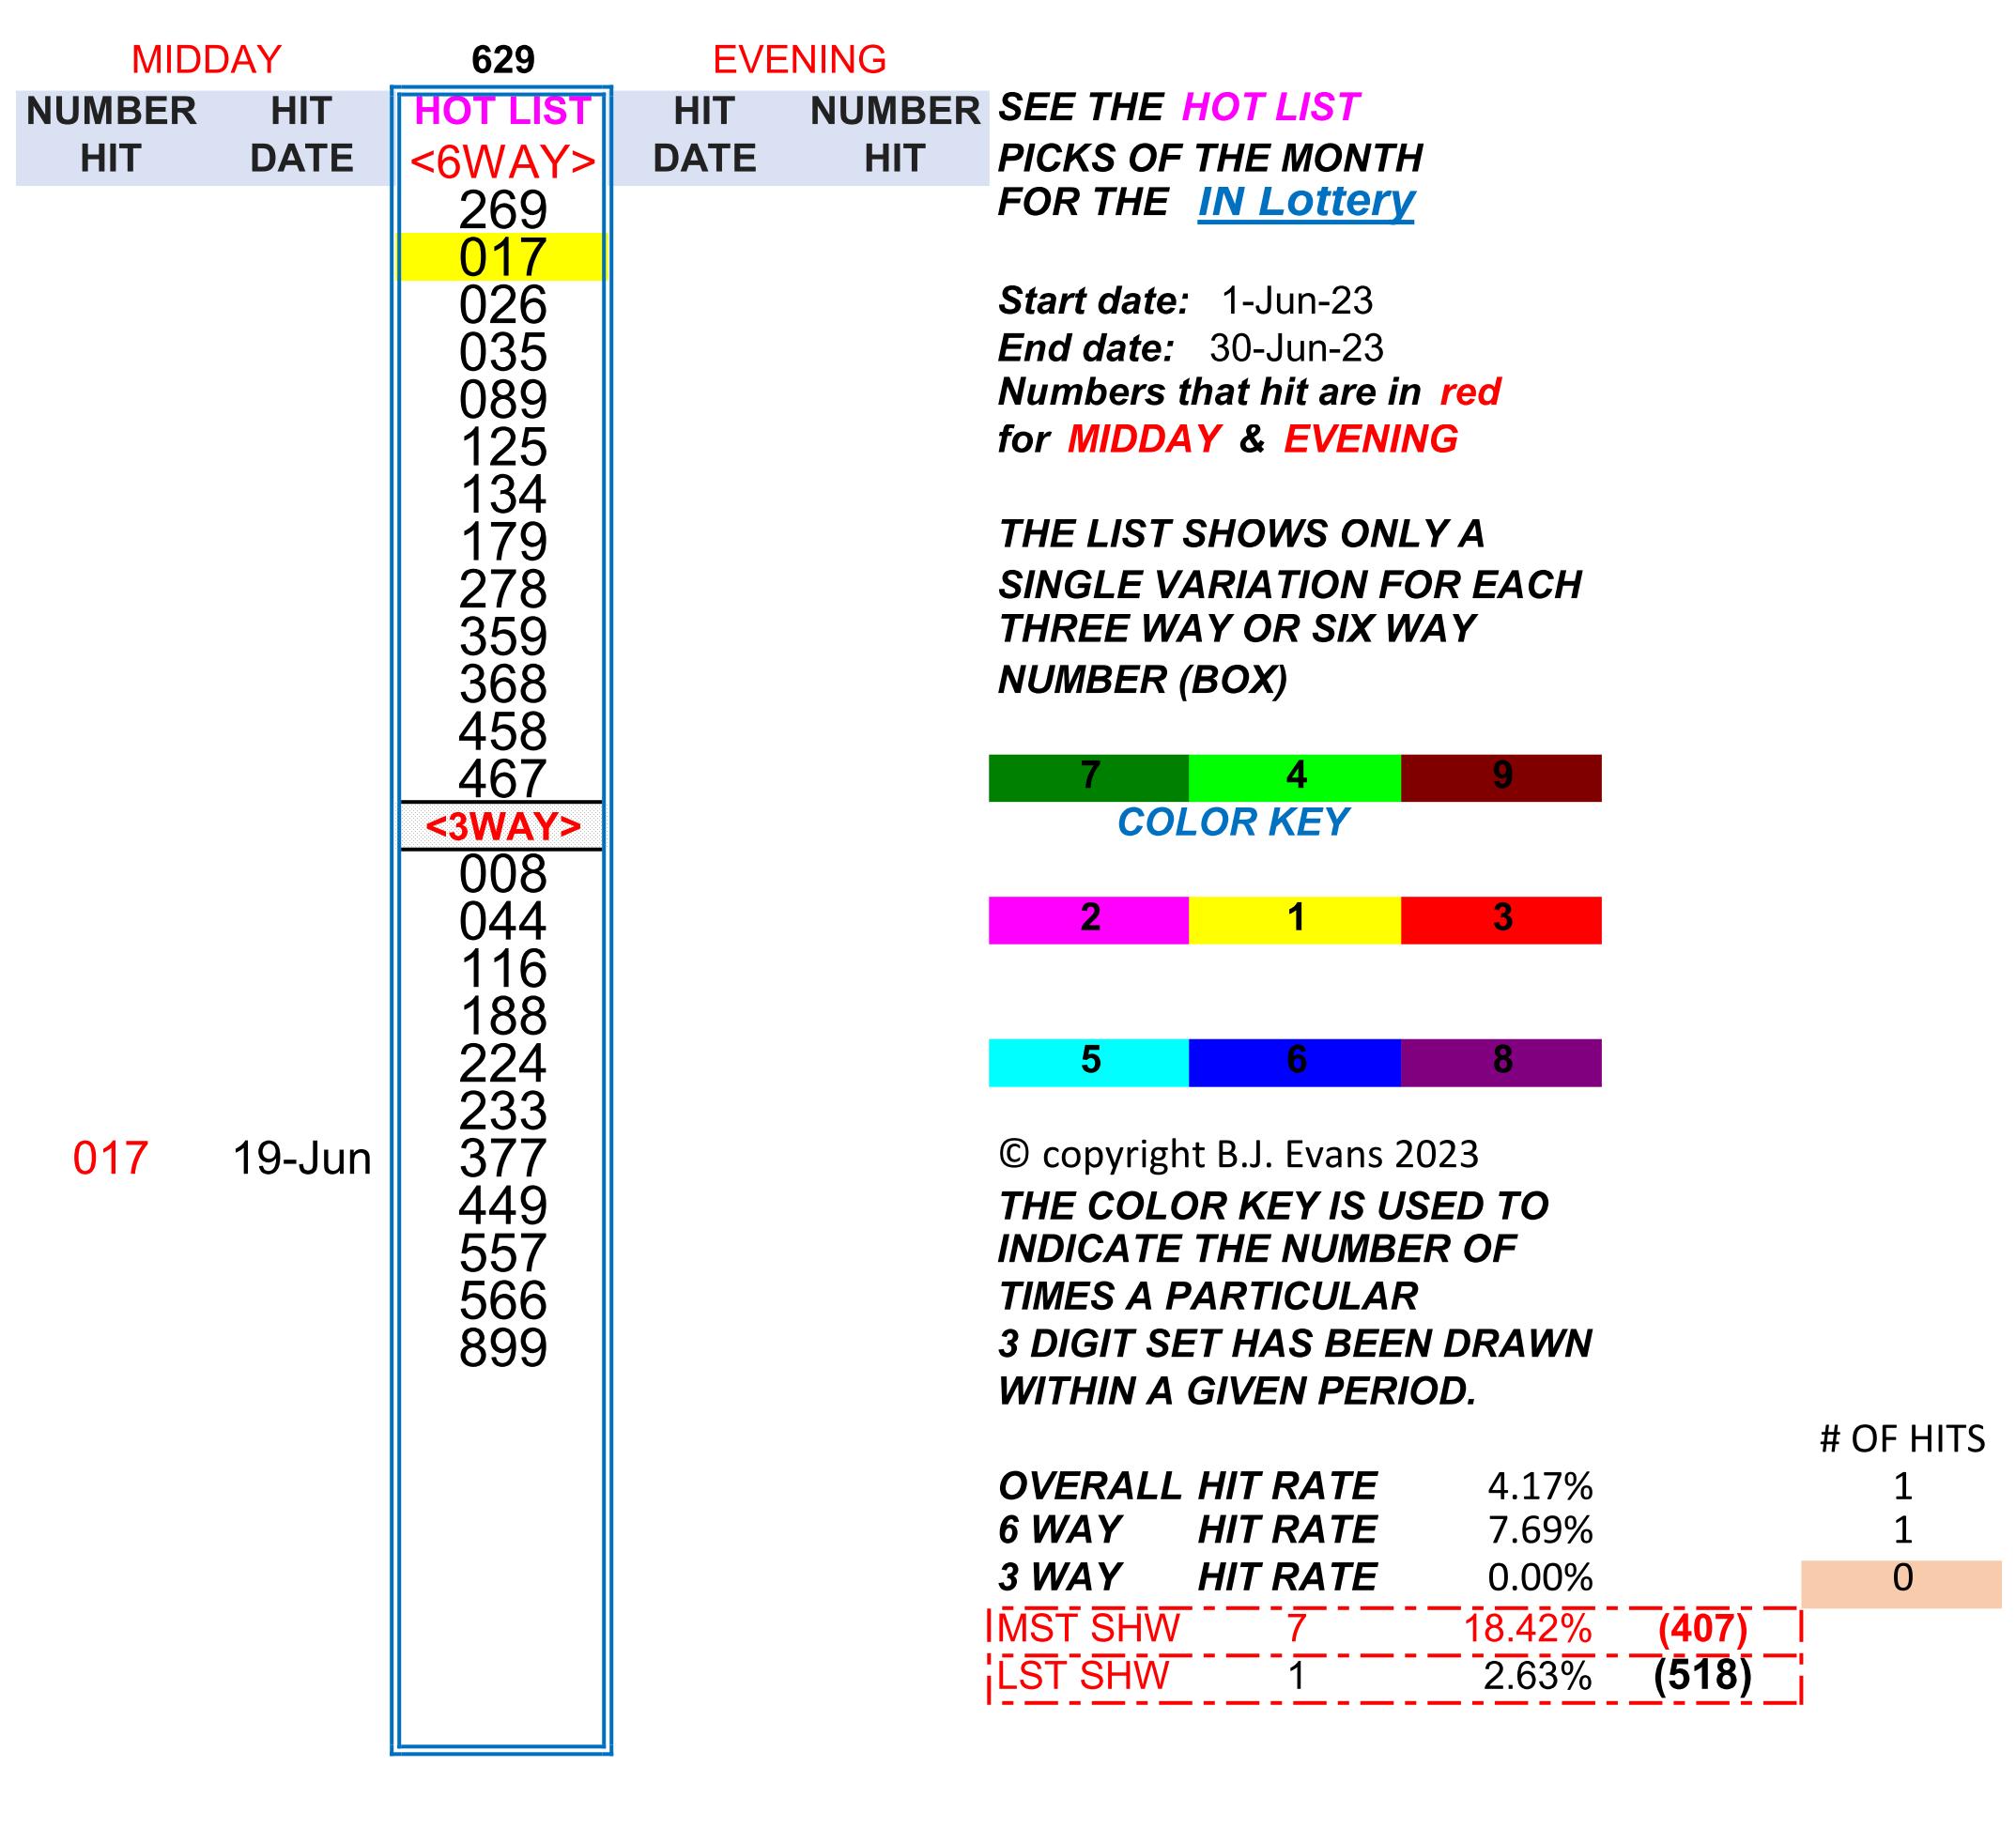 MIDDAY 629 EVENING
NUMBER HIT HOT LIST HIT NUMBER SEE THE HOT LIST
HIT DATE <6WAY> DATE HIT PICKS OF THE MONTH
269 FOR THE IN Lottery
017
026 Start date: 1-Jun-23
035 End date: 30-Jun-23
089 Numbers that hit are in red
125 for MIDDAY & EVENING
134
179 THE LIST SHOWS ONLY A
278 SINGLE VARIATION FOR EACH
359 THREE WAY OR SIX WAY
368 NUMBER (BOX)
458
467 7 4 9
<3WAY> COLOR KEY
008
044 2 1 3
116
188
224 5 6 8
233
017 19-Jun 377 © copyright B.J. Evans 2023
449 THE COLOR KEY IS USED TO
557 INDICATE THE NUMBER OF
566 TIMES A PARTICULAR
899 3 DIGIT SET HAS BEEN DRAWN
WITHIN A GIVEN PERIOD.
# OF HITS
OVERALL HIT RATE 4.17% 1
6 WAY HIT RATE 7.69% 1
3 WAY HIT RATE 0.00% 0
MST SHW 7 18.42% (407)
LST SHW 1 2.63% (518)